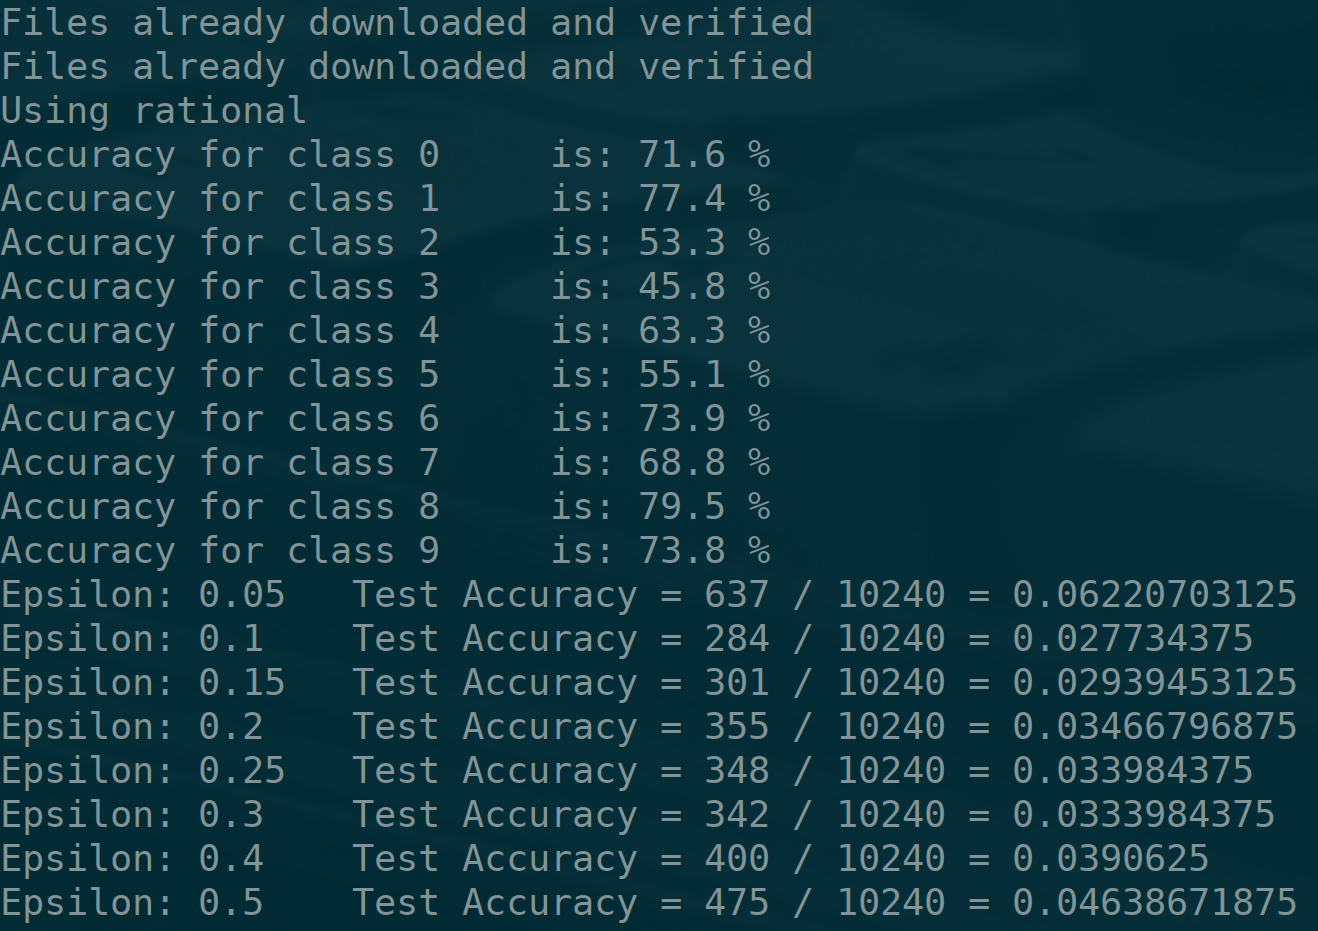 Files already downloaded and verified
Files already downloaded and verified
Using rational
Accuracy for class 0     is: 71.6 %
Accuracy for class 1     is: 77.4 %
Accuracy for class 2     is: 53.3 %
Accuracy for class 3     is: 45.8 %
Accuracy for class 4     is: 63.3 %
Accuracy for class 5     is: 55.1 %
Accuracy for class 6     is: 73.9 %
Accuracy for class 7     is: 68.8 %
Accuracy for class 8     is: 79.5 %
Accuracy for class 9     is: 73.8 %
Epsilon: 0.05   Test Accuracy = 637 / 10240 = 0.06220703125
Epsilon: 0.1    Test Accuracy = 284 / 10240 = 0.027734375
Epsilon: 0.15   Test Accuracy = 301 / 10240 = 0.02939453125
Epsilon: 0.2    Test Accuracy = 355 / 10240 = 0.03466796875
Epsilon: 0.25   Test Accuracy = 348 / 10240 = 0.033984375
Epsilon: 0.3    Test Accuracy = 342 / 10240 = 0.0333984375
Epsilon: 0.4    Test Accuracy = 400 / 10240 = 0.0390625
Epsilon: 0.5    Test Accuracy = 475 / 10240 = 0.04638671875